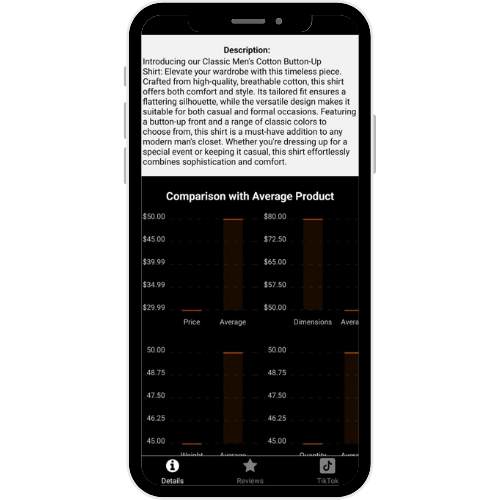 Description:
Introducing our Classic Men's Cotton Button-Up
Shirt: Elevate your wardrobe with this timeless piece.
Crafted from high-quality, breathable cotton, this shirt
offers both comfort and style. Its tailored fit ensures a
flattering silhouette, while the versatile design makes it
suitable for both casual and formal occasions. Featuring
a button-up front and a range of classic colors to
choose from, this shirt is a must-have addition to any
modern man's closet. Whether you're dressing up for a
special event or keeping it casual, this shirt effortlessly
combines sophistication and comfort.
Comparison with Average Product
$50.00
$45.00
$39.99
$34.99
$29.99
Price Average
$80.00
$72.50
$65.00
$57.50
$50.00
Dimensions Avera
50.00
48.75
47.50
46.25
45.00
Weight Average
50.00
48.75
47.50
46.25
45.00
Quantity Avera
Details Reviews TikTok